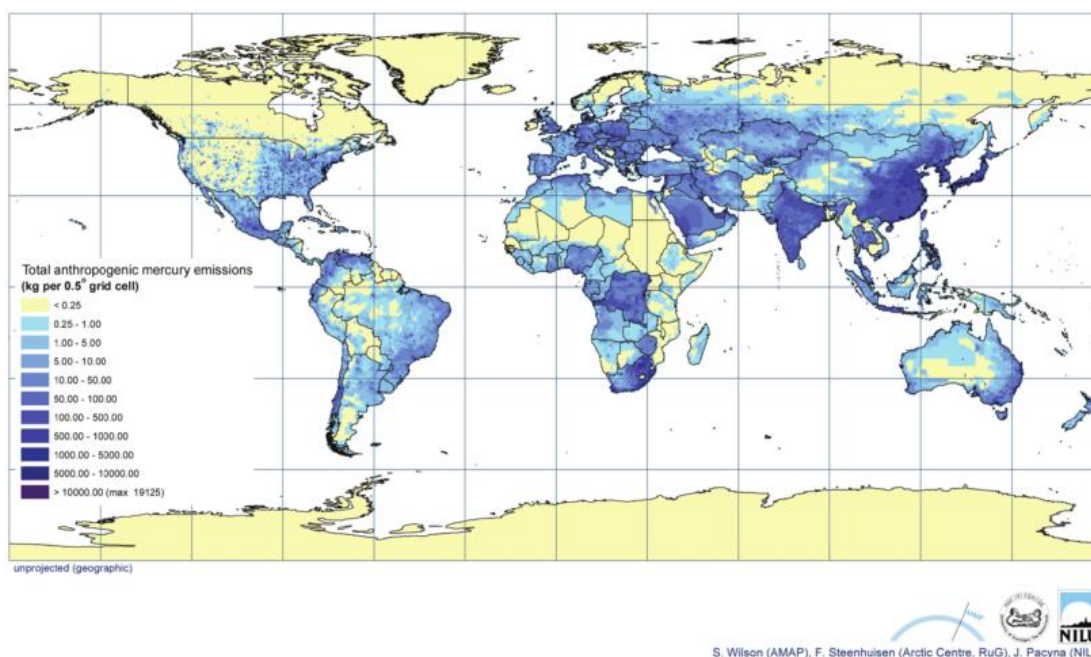 Total anthropogenic mercury emissions
(kg per 0.5° grid cell)
< 0.25
0.25 - 1.00
1.00 - 5.00
5.00 - 10.00
10.00 - 50.00
50.00 - 100.00
100.00 - 500.00
500.00 - 1000.00
1000.00 - 5000.00
5000.00 - 10000.00
> 10000.00 (max 19125)
unprojected (geographic)
AMAP
NILU
S. Wilson (AMAP), F. Steenhuisen (Arctic Centre, RuG), J. Pacyna (NILU